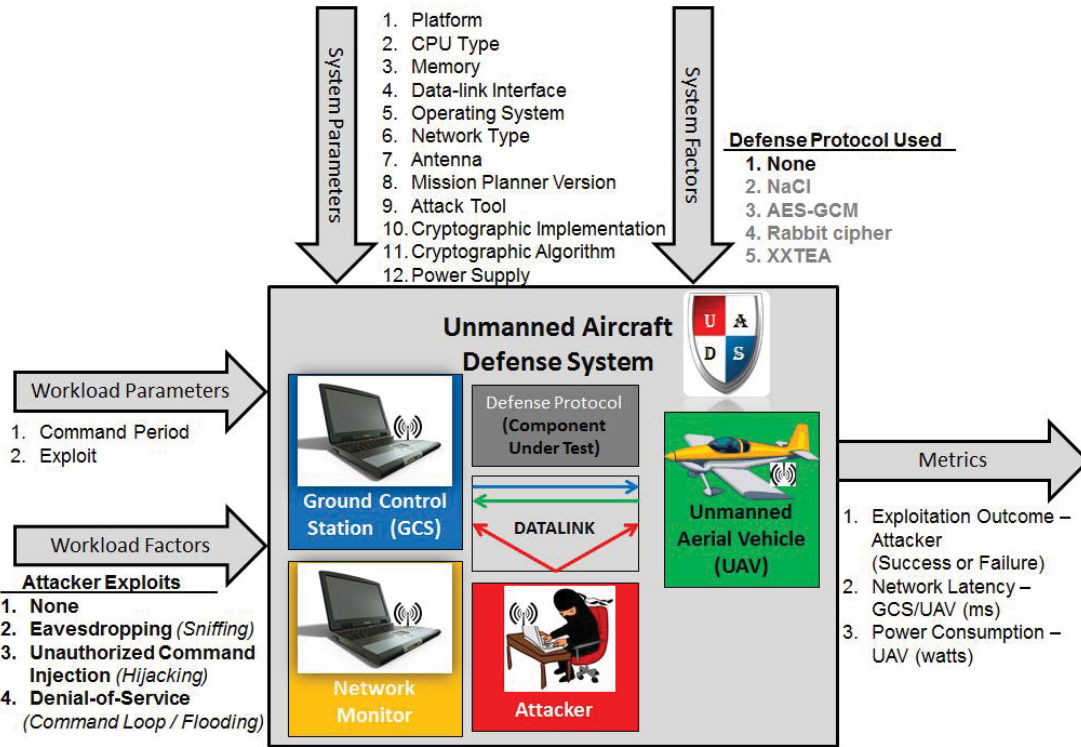 System Parameters
1. Platform
2. CPU Type
3. Memory
4. Data-link Interface
5. Operating System
6. Network Type
7. Antenna
8. Mission Planner Version
9. Attack Tool
10. Cryptographic Implementation
11. Cryptographic Algorithm
12. Power Supply
System Factors
Defense Protocol Used
1. None
2. NaCl
3. AES-GCM
4. Rabbit cipher
5. XXTEA
Unmanned Aircraft
Defense System
U A
D S
Workload Parameters
1. Command Period
2. Exploit
Workload Factors
Attacker Exploits
1. None
2. Eavesdropping (Sniffing)
3. Unauthorized Command
Injection (Hijacking)
4. Denial-of-Service
(Command Loop / Flooding)
Ground Control
Station (GCS)
Defense Protocol
(Component
Under Test)
DATALINK
Unmanned
Aerial Vehicle
(UAV)
Network
Monitor
Attacker
Metrics
1. Exploitation Outcome –
Attacker
(Success or Failure)
2. Network Latency –
GCS/UAV (ms)
3. Power Consumption –
UAV (watts)